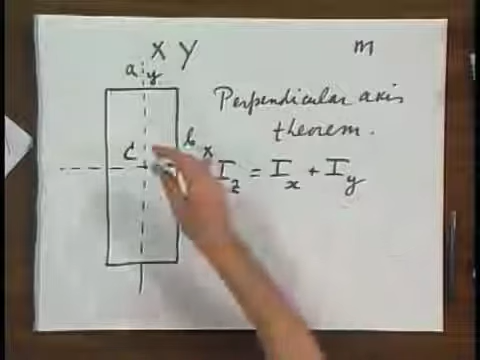 X Y
m
a
y
Perpendicular axis
theorem.
b
C
x
I_z = I_x + I_y